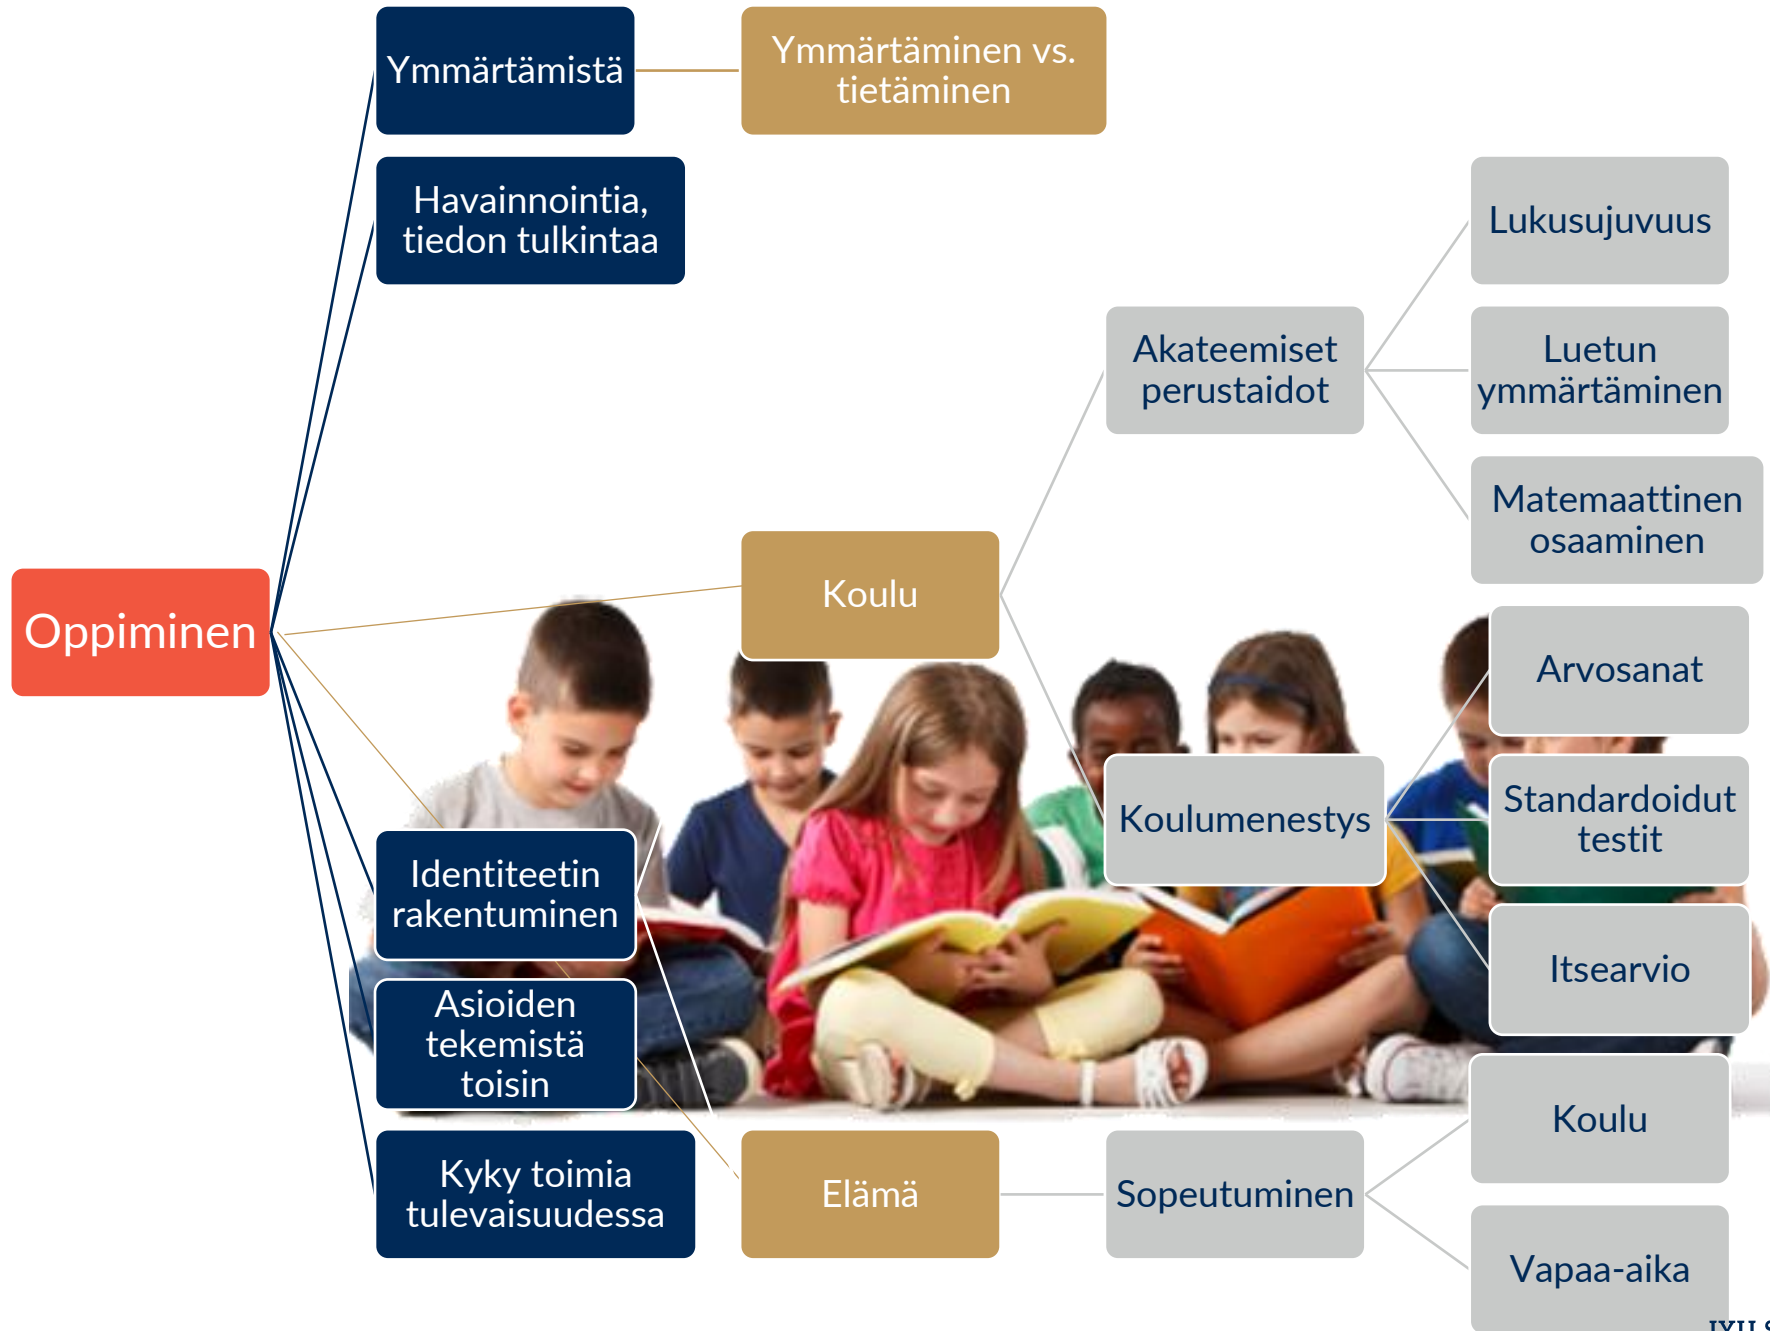 Ymmärtämistä
Ymmärtäminen vs.
tietäminen
Havainnointia,
tiedon tulkintaa
Lukusujuvuus
Akateemiset
perustaidot
Luetun
ymmärtäminen
Matemaattinen
osaaminen
Oppiminen
Koulu
Arvosanat
Koulumenestys
Standardoidut
testit
Identiteetin
rakentuminen
Itsearvio
Asioiden
tekemistä
toisin
Koulu
Kyky toimia
tulevaisuudessa
Elämä
Sopeutuminen
Vapaa-aika